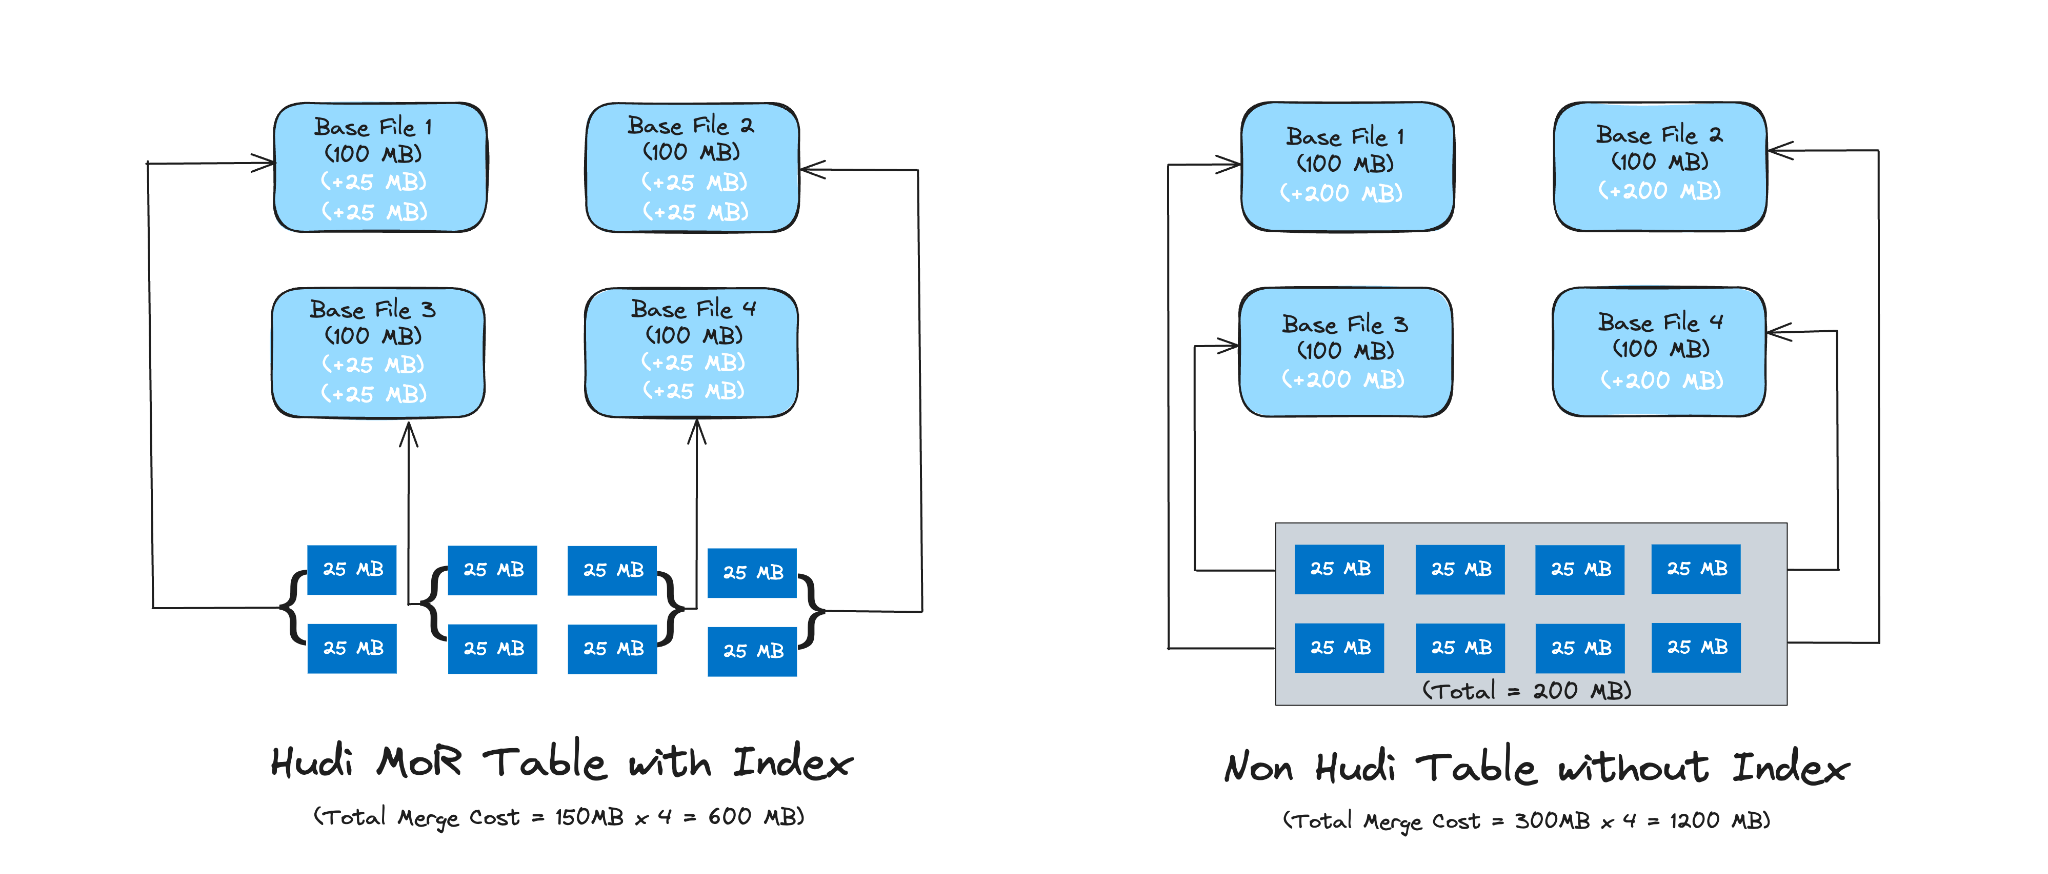 Base File 1
(100 MB)
(+25 MB)
(+25 MB)
Base File 2
(100 MB)
(+25 MB)
(+25 MB)
Base File 3
(100 MB)
(+25 MB)
(+25 MB)
Base File 4
(100 MB)
(+25 MB)
(+25 MB)
25 MB
25 MB
25 MB
25 MB
25 MB
25 MB
25 MB
25 MB
Hudi MoR Table with Index
(Total Merge Cost = 150MB x 4 = 600 MB)
Base File 1
(100 MB)
(+200 MB)
Base File 2
(100 MB)
(+200 MB)
Base File 3
(100 MB)
(+200 MB)
Base File 4
(100 MB)
(+200 MB)
25 MB
25 MB
25 MB
25 MB
25 MB
25 MB
25 MB
25 MB
(Total = 200 MB)
Non Hudi Table without Index
(Total Merge Cost = 300MB x 4 = 1200 MB)